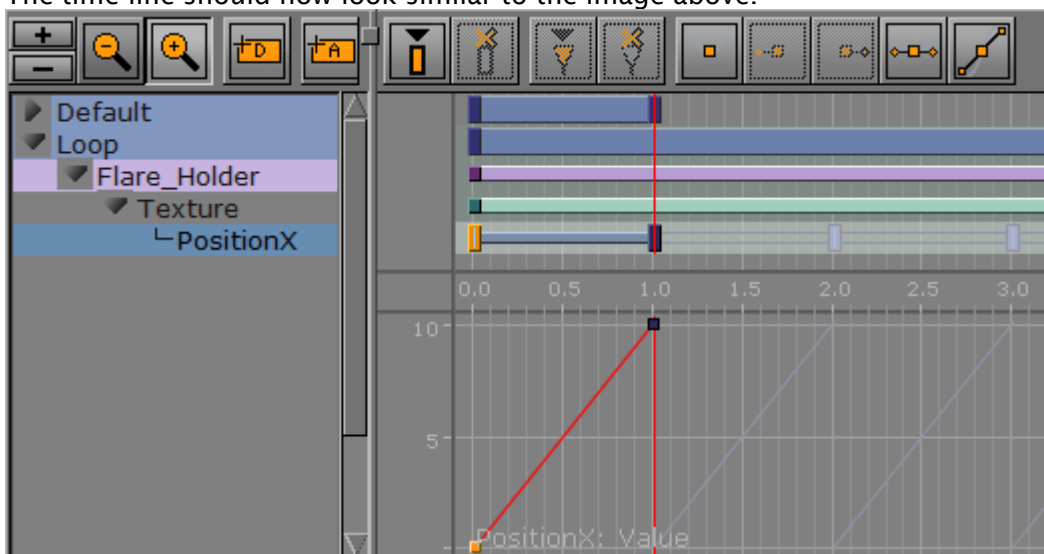 The time line should now look similar to the image above.
D
A
Default
Loop
Flare_Holder
Texture
PositionX
0.0 0.5 1.0 1.5 2.0 2.5 3.0
10
5
PositionX: Value